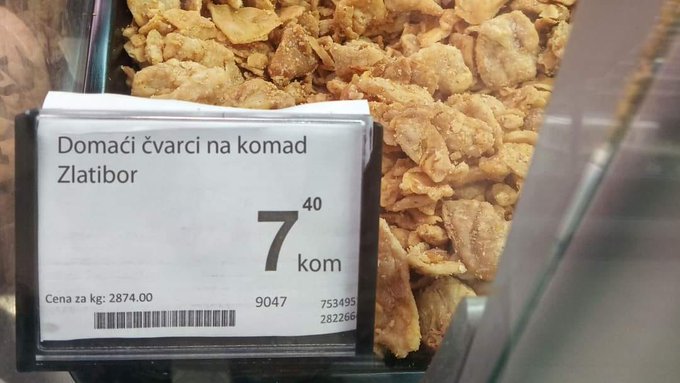 Domaći čvarci na komad
Zlatibor
7 40
kom
Cena za kg: 2874.00
9047
753495
282266